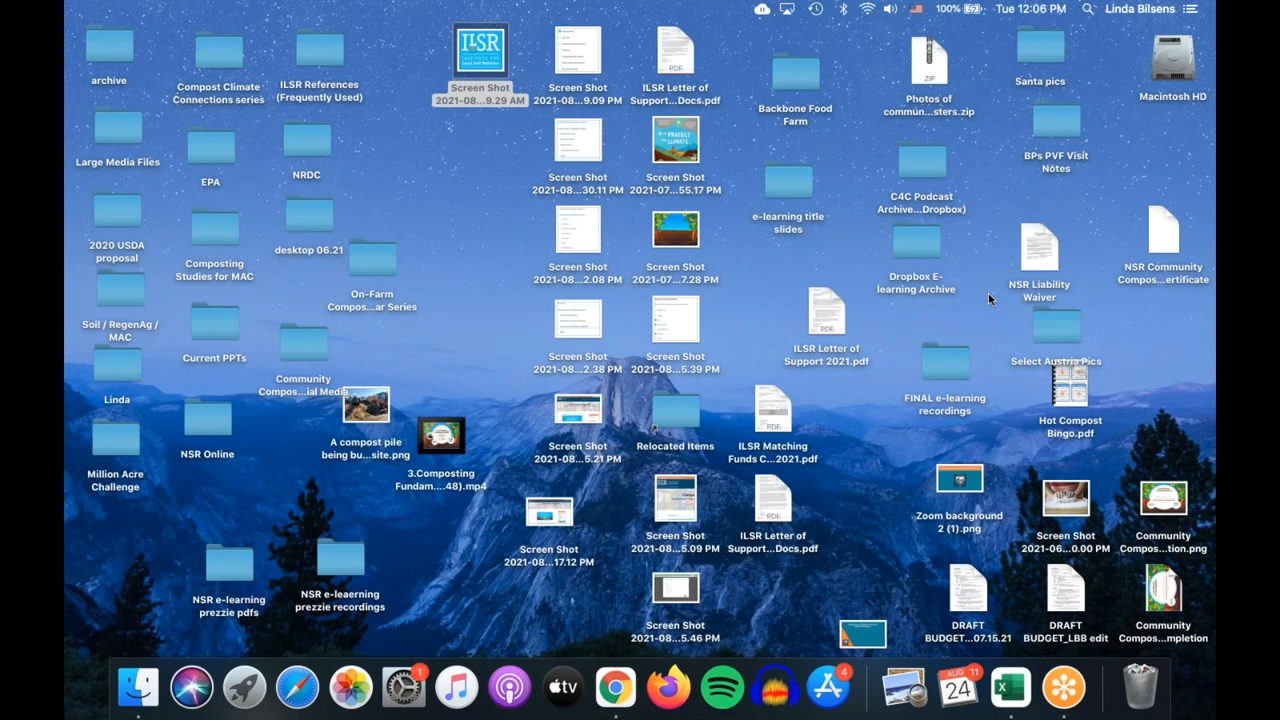 100%
Tue 12:06 PM
Linda Bilsens
archive
Compost Climate
Connections series
ILSR References
(Frequently Used)
ILSR
Screen Shot
2021-08...9.29 AM
Screen Shot
2021-08...9.09 PM
PDF
ILSR Letter of
Support...Docs.pdf
Backbone Food
Farm
ZIP
Photos of
commun...sters.zip
Santa pics
Macintosh HD
Large Media Files
EPA
NRDC
Screen Shot
2021-08...30.11 PM
Screen Shot
2021-07...55.17 PM
e-learning title
slides
C4C Podcast
Archive...Dropbox)
BPs PVF Visit
Notes
2020 USDA
proposal
Composting
Studies for MAC
desktop 06.21
On-Farm
Compos...ar Series
Screen Shot
2021-08...2.08 PM
Screen Shot
2021-07...7.28 PM
Dropbox E-
learning Archive
NSR Liability
Waiver
NSR Community
Compos...ertificate
Soil / Regenag /
MAC
Current PPTs
Community
Compos...ial Media
Screen Shot
2021-08...2.38 PM
Screen Shot
2021-08...5.39 PM
PDF
ILSR Letter of
Support 2021.pdf
FINAL e-learning
recordings
Select Austria Pics
Hot Compost
Bingo.pdf
Linda
NSR Online
A compost pile
being bu...site.png
3.Composting
Fundam....48).mp4
Screen Shot
2021-08...5.21 PM
Relocated Items
PDF
ILSR Matching
Funds C...2021.pdf
Million Acre
Challenge
Screen Shot
2021-08...17.12 PM
Screen Shot
2021-08...5.09 PM
PDF
ILSR Letter of
Support...Docs.pdf
Zoom background
2 (1).png
Screen Shot
2021-06...0.00 PM
Community
Compos...tion.png
NSR e-learning
prezzie pdfs
NSR e-learning
prezzie recordings
Screen Shot
2021-08...5.46 PM
DRAFT
BUDGET...07.15.21
DRAFT
BUDGET_LBB edit
Community
Compos...mpletion
1
tv
4
AUG
11
24
X